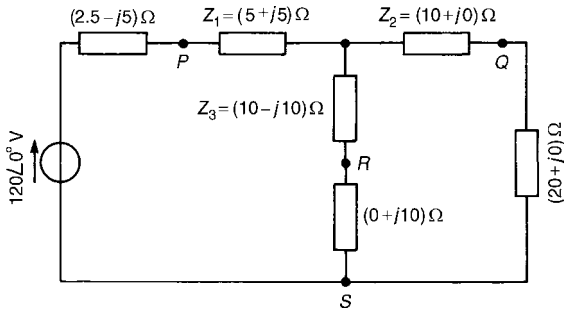 (2.5−j5) Ω
Z₁=(5+j5) Ω
Z₂=(10+j0) Ω
P
Q
Z₃=(10−j10) Ω
120∠0° V
R
(20+j0) Ω
(0+j10) Ω
S